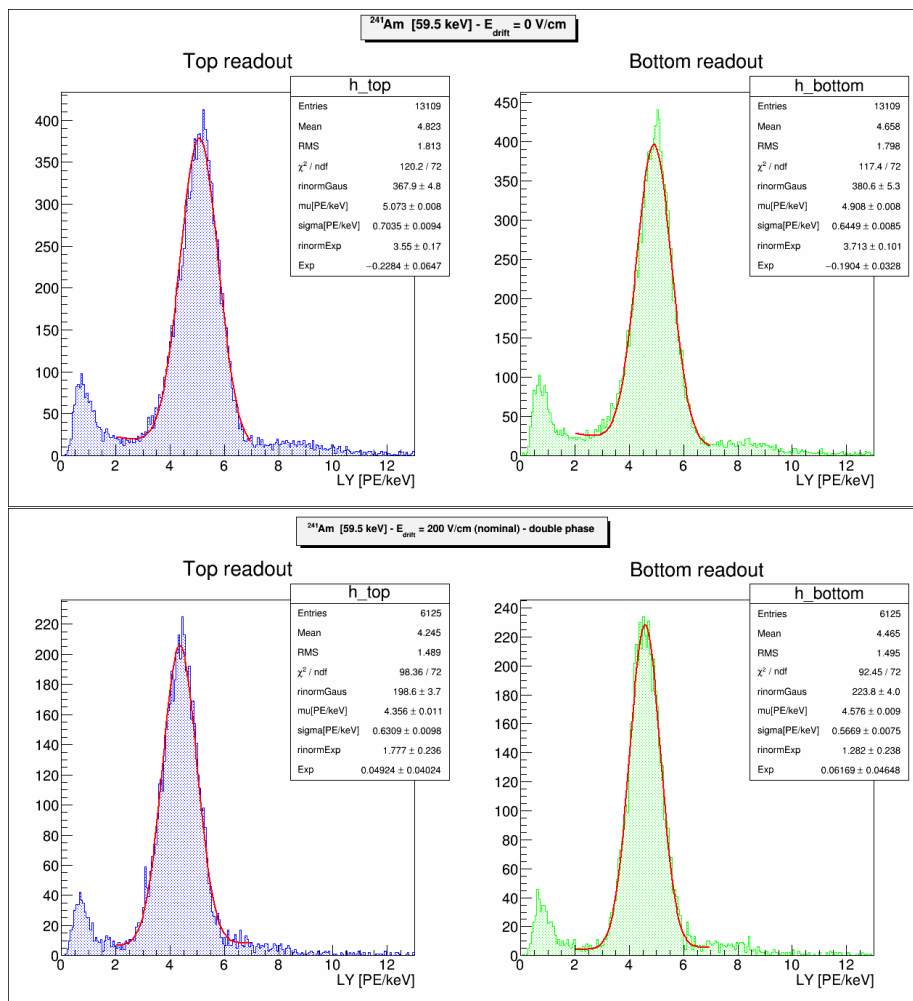 ²⁴¹Am [59.5 keV] - E_drift = 0 V/cm
Top readout
h_top
Entries 13109
Mean 4.823
RMS 1.813
χ² / ndf 120.2 / 72
rinormGaus 367.9 ± 4.8
mu[PE/keV] 5.073 ± 0.008
sigma[PE/keV] 0.7035 ± 0.0094
rinormExp 3.55 ± 0.17
Exp −0.2284 ± 0.0647
400
350
300
250
200
150
100
50
0
0 2 4 6 8 10 12
LY [PE/keV]
Bottom readout
h_bottom
Entries 13109
Mean 4.658
RMS 1.798
χ² / ndf 117.4 / 72
rinormGaus 380.6 ± 5.3
mu[PE/keV] 4.908 ± 0.008
sigma[PE/keV] 0.6449 ± 0.0085
rinormExp 3.713 ± 0.101
Exp −0.1904 ± 0.0328
450
400
350
300
250
200
150
100
50
0
0 2 4 6 8 10 12
LY [PE/keV]
²⁴¹Am [59.5 keV] - E_drift = 200 V/cm (nominal) - double phase
Top readout
h_top
Entries 6125
Mean 4.245
RMS 1.489
χ² / ndf 98.36 / 72
rinormGaus 198.6 ± 3.7
mu[PE/keV] 4.356 ± 0.011
sigma[PE/keV] 0.6309 ± 0.0098
rinormExp 1.777 ± 0.236
Exp 0.04924 ± 0.04024
220
200
180
160
140
120
100
80
60
40
20
0
0 2 4 6 8 10 12
LY [PE/keV]
Bottom readout
h_bottom
Entries 6125
Mean 4.465
RMS 1.495
χ² / ndf 92.45 / 72
rinormGaus 223.8 ± 4.0
mu[PE/keV] 4.576 ± 0.009
sigma[PE/keV] 0.5669 ± 0.0075
rinormExp 1.282 ± 0.238
Exp 0.06169 ± 0.04648
240
220
200
180
160
140
120
100
80
60
40
20
0
0 2 4 6 8 10 12
LY [PE/keV]